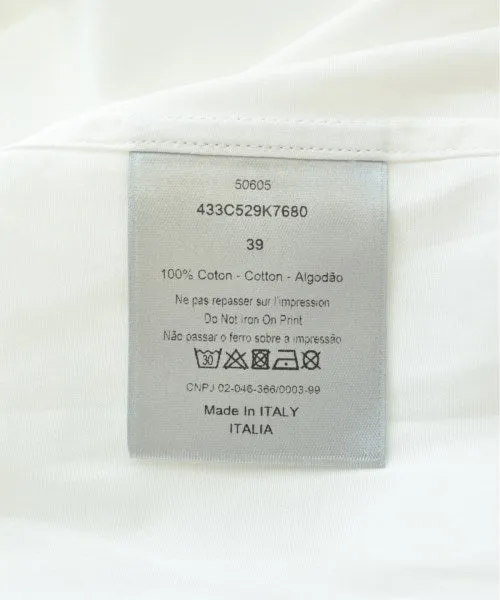 50605
433C529K7680
39
100% Coton - Cotton - Algodão
Ne pas repasser sur l'impression
Do Not Iron On Print
Não passar o ferro sobre a impressão
30
CNPJ 02-046-366/0003-99
Made In ITALY
ITALIA